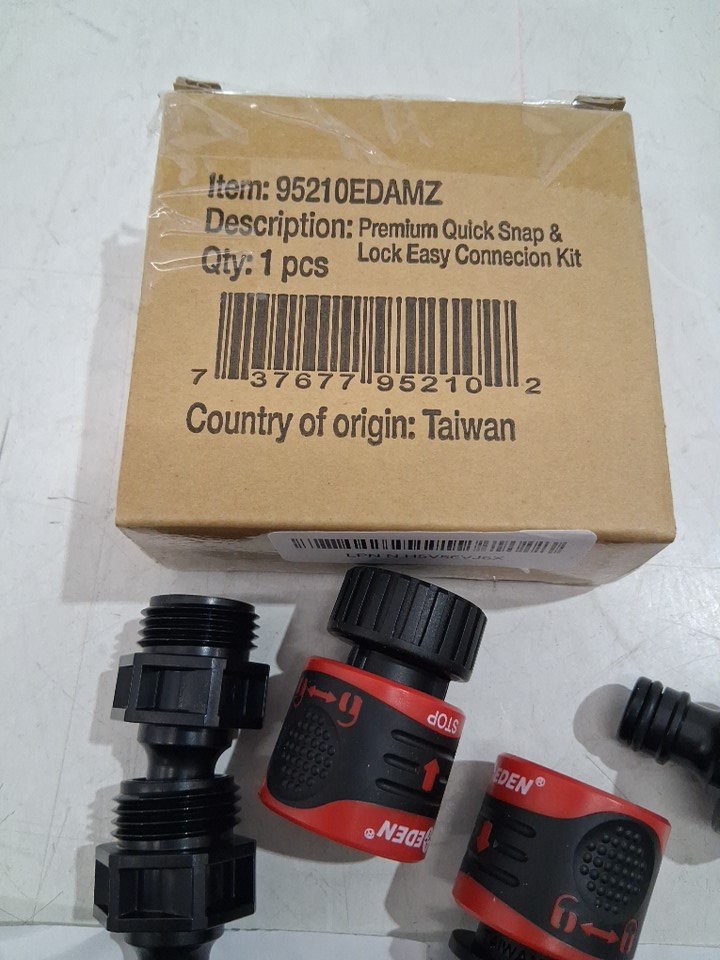 Item: 95210EDAMZ
Description: Premium Quick Snap &
Lock Easy Connecion Kit
Qty: 1 pcs
7 37677 95210 2
Country of origin: Taiwan
STOP
EDEN®
EDEN®